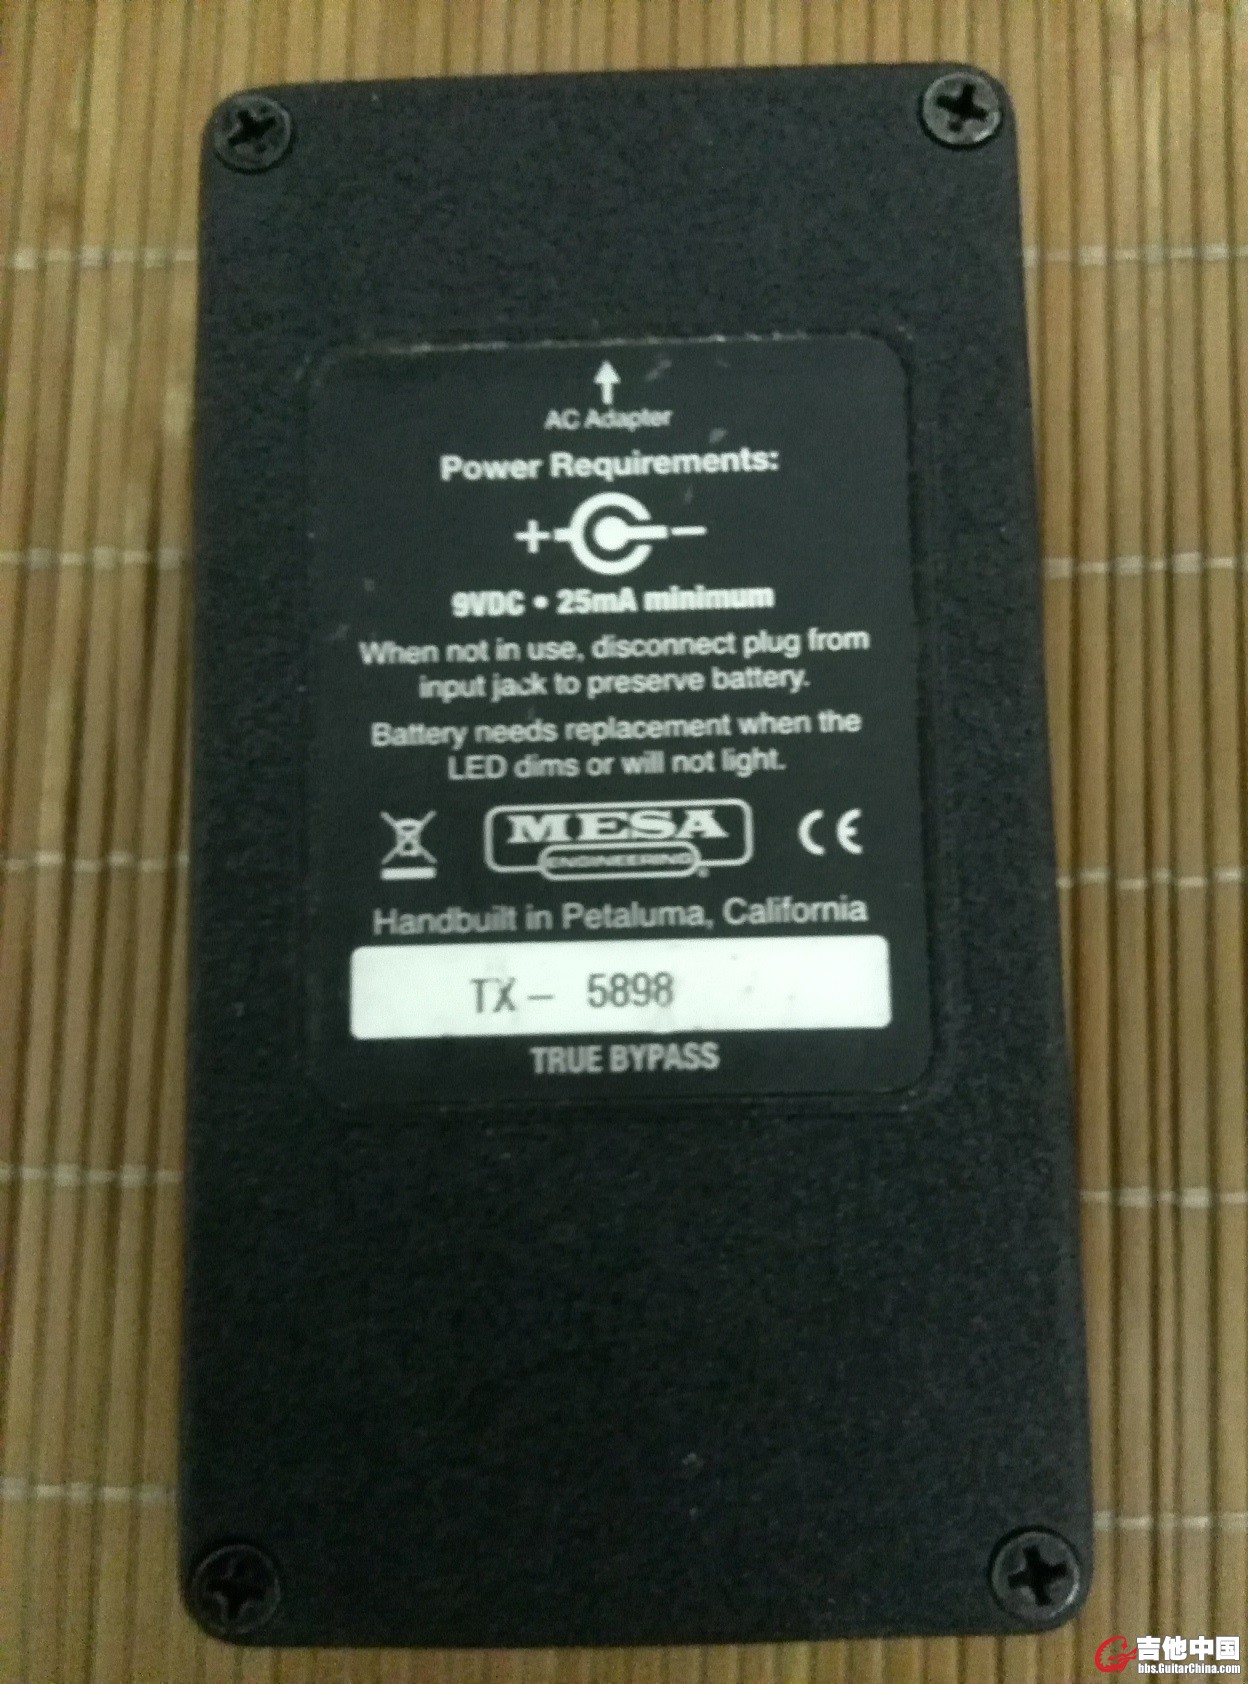 AC Adapter
Power Requirements:
+ −
9VDC • 25mA minimum
When not in use, disconnect plug from
input jack to preserve battery.
Battery needs replacement when the
LED dims or will not light.
MESA
ENGINEERING®
CE
Handbuilt in Petaluma, California
TX – 5898
TRUE BYPASS
吉他中国
bbs.GuitarChina.com